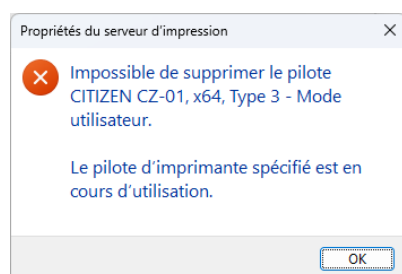 Propriétés du serveur d'impression
Impossible de supprimer le pilote
CITIZEN CZ-01, x64, Type 3 - Mode
utilisateur.
Le pilote d'imprimante spécifié est en
cours d'utilisation.
OK